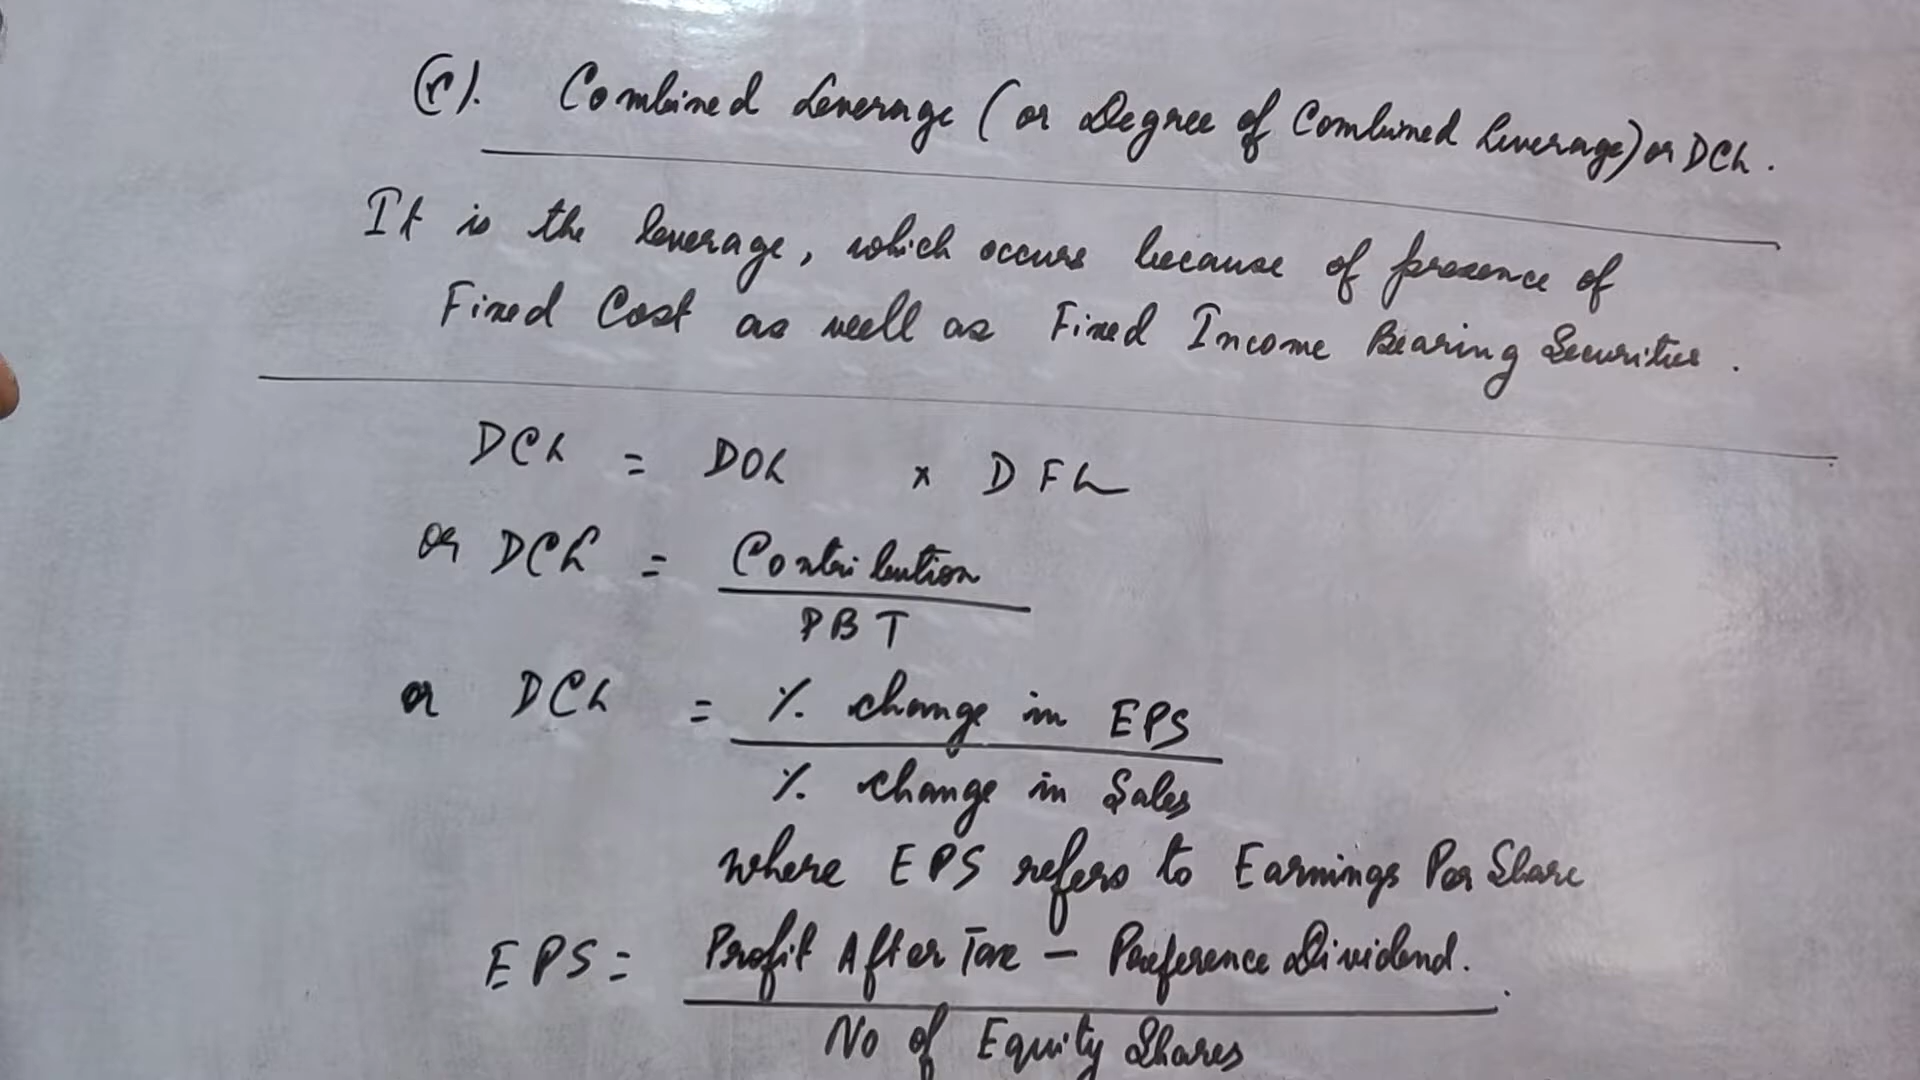 (C). Combined Leverage (or Degree of Combined Leverage) or DCL.
It is the leverage, which occurs because of presence of
Fixed Cost as well as Fixed Income Bearing Securities.
DCL = DOL x DFL
or DCL = Contribution
PBT
or DCL = % change in EPS
% change in Sales
where EPS refers to Earnings Per Share
EPS = Profit After Tax - Preference Dividend.
No of Equity Shares